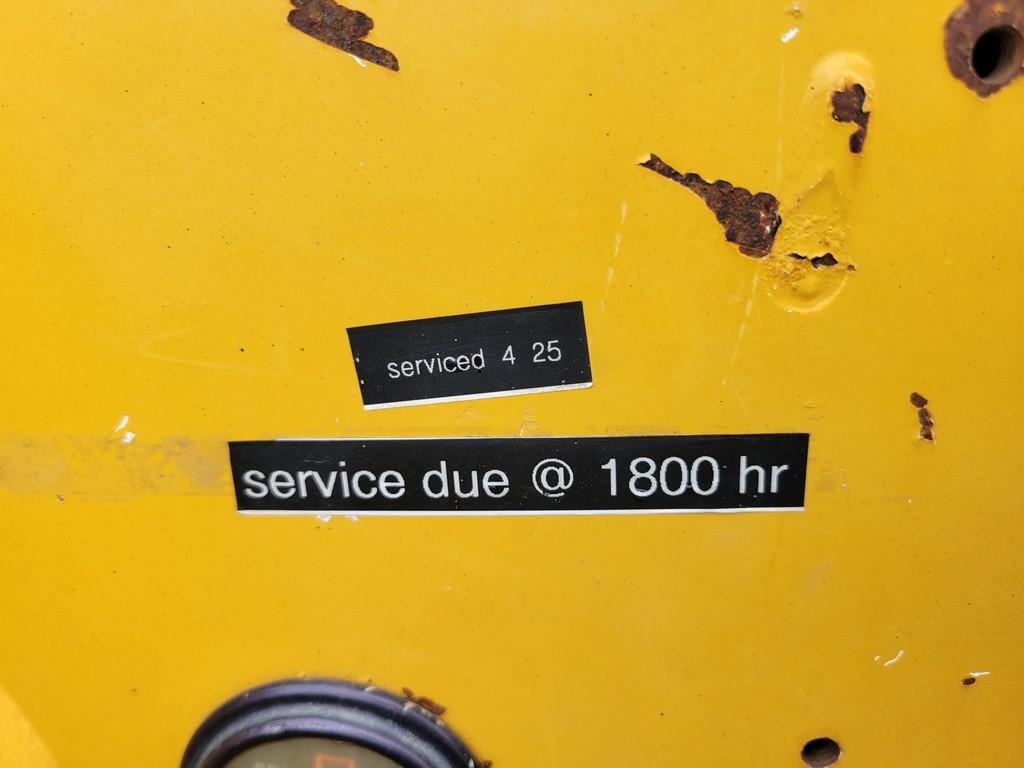 serviced 4 25
service due @ 1800 hr